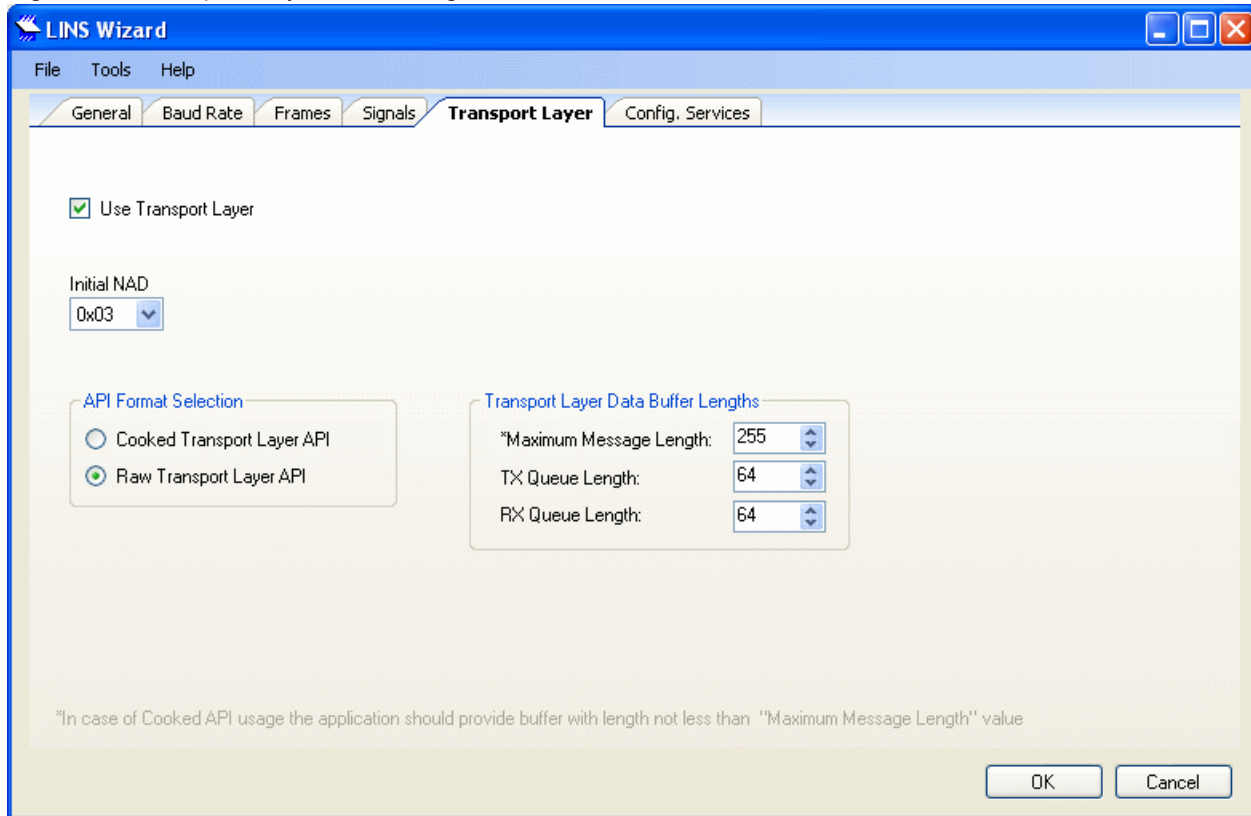 LINS Wizard
File Tools Help
General Baud Rate Frames Signals Transport Layer Config. Services
Use Transport Layer
Initial NAD
0x03
API Format Selection
Cooked Transport Layer API
Raw Transport Layer API
Transport Layer Data Buffer Lengths
*Maximum Message Length: 255
TX Queue Length: 64
RX Queue Length: 64
*In case of Cooked API usage the application should provide buffer with length not less than "Maximum Message Length" value
OK Cancel